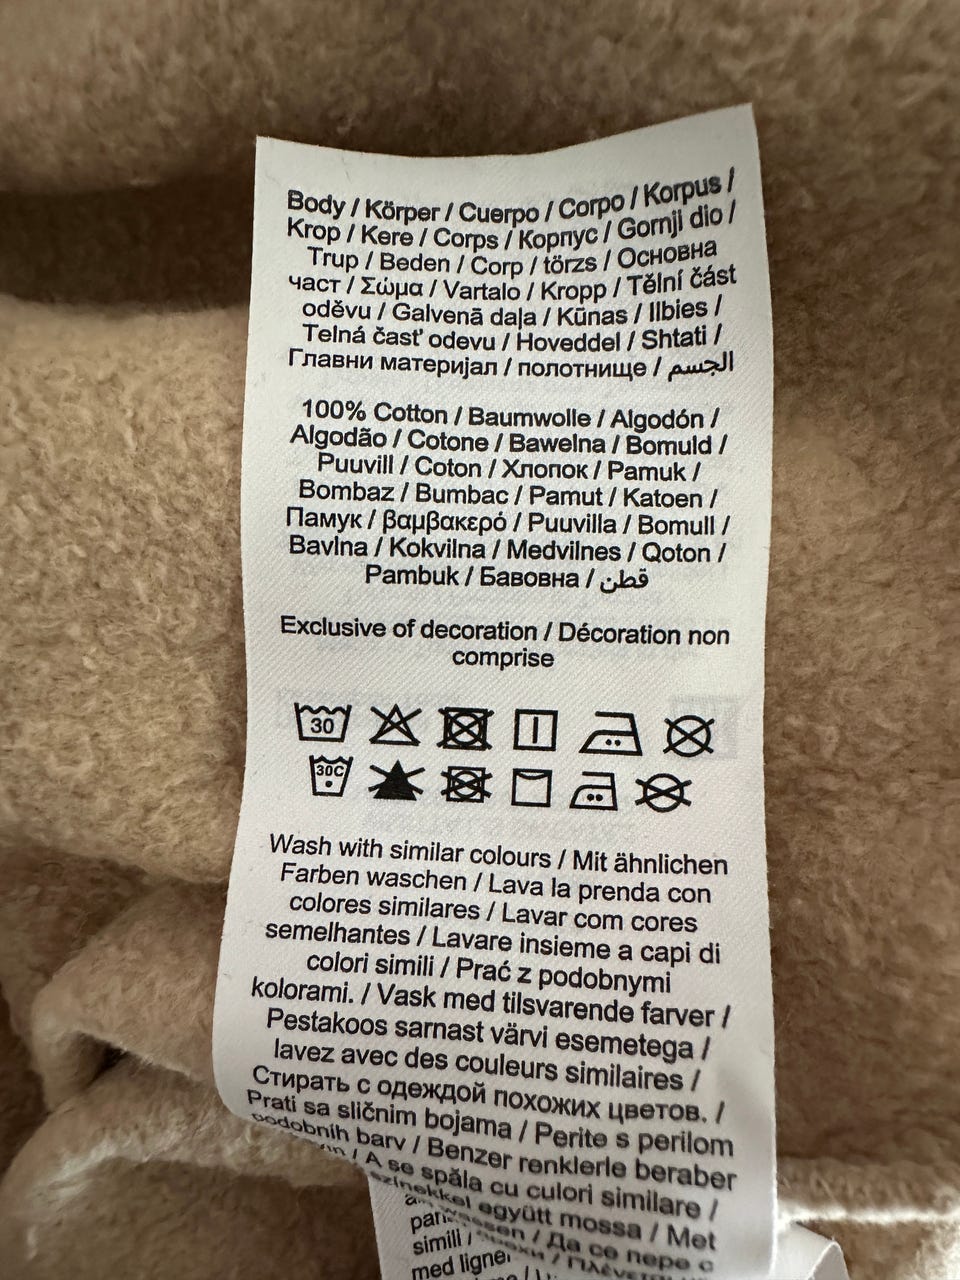 Body / Körper / Cuerpo / Corpo / Korpus /
Krop / Kere / Corps / Корпус / Gornji dio /
Trup / Beden / Corp / törzs / Основна
част / Σώμα / Vartalo / Kropp / Tělní část
oděvu / Galvenā daļa / Kūnas / Ilbies /
Telná časť odevu / Hoveddel / Shtati /
Главни материјал / полотнище / الجسم
100% Cotton / Baumwolle / Algodón /
Algodão / Cotone / Bawelna / Bomuld /
Puuvill / Coton / Хлопок / Pamuk /
Bombaz / Bumbac / Pamut / Katoen /
Памук / βαμβακερό / Puuvilla / Bomull /
Bavlna / Kokvilna / Medvilnes / Qoton /
Pambuk / Бавовна / قطن
Exclusive of decoration / Décoration non
comprise
30
30C
Wash with similar colours / Mit ähnlichen
Farben waschen / Lava la prenda con
colores similares / Lavar com cores
semelhantes / Lavare insieme a capi di
colori simili / Prać z podobnymi
kolorami. / Vask med tilsvarende farver /
Pestakoos sarnast värvi esemetega /
lavez avec des couleurs similaires /
Стирать с одеждой похожих цветов. /
Prati sa sličnim bojama / Perite s perilom
podobnih barv / Benzer renklerle beraber
/ A se spăla cu culori similare /
színekkel együtt mossa / Met
wassen / Да се пере с
simili /
med